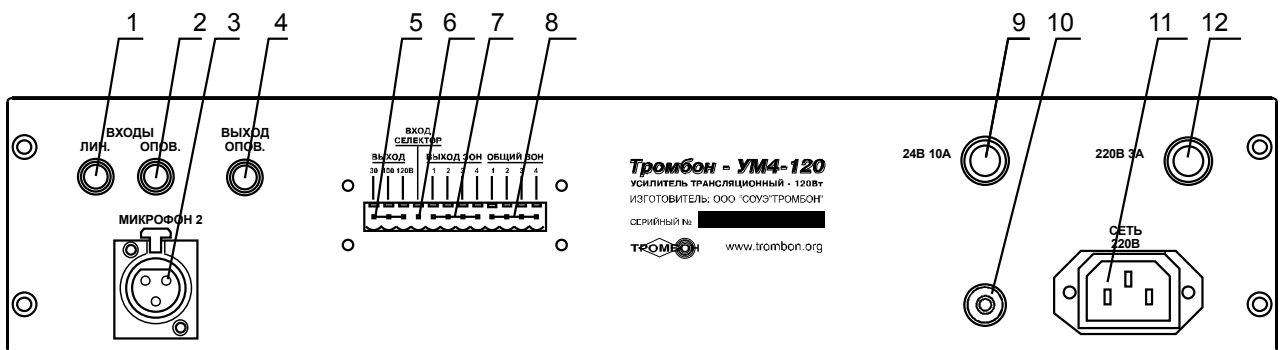 1 2 3 4 5 6 7 8 9 10 11 12
ВХОДЫ
ЛИН. ОПОВ.
ВЫХОД
ОПОВ.
МИКРОФОН 2
ВХОД
СЕЛЕКТОР
ВЫХОД ВЫХОД ЗОН ОБЩИЙ ЗОН
30 100 120В 1 2 3 4 1 2 3 4
Тромбон - УМ4-120
УСИЛИТЕЛЬ ТРАНСЛЯЦИОННЫЙ - 120Вт
ИЗГОТОВИТЕЛЬ: ООО "СОУЭ"ТРОМБОН"
СЕРИЙНЫЙ №
ТРОМБОН www.trombon.org
24В 10А
220В 3А
СЕТЬ
220В